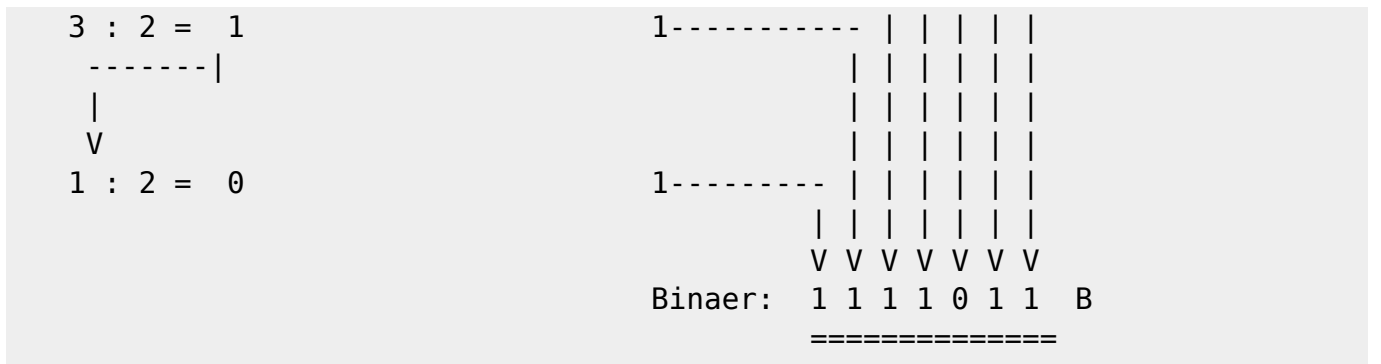 3 : 2 =  1                       1----------- | | | | |
 -------|                                   | | | | | |
 |                                          | | | | | |
 V                                          | | | | | |
1 : 2 =  0                       1--------- | | | | | |
                                          | | | | | | |
                                          V V V V V V V
                                 Binaer:  1 1 1 1 0 1 1  B
                                          ==============